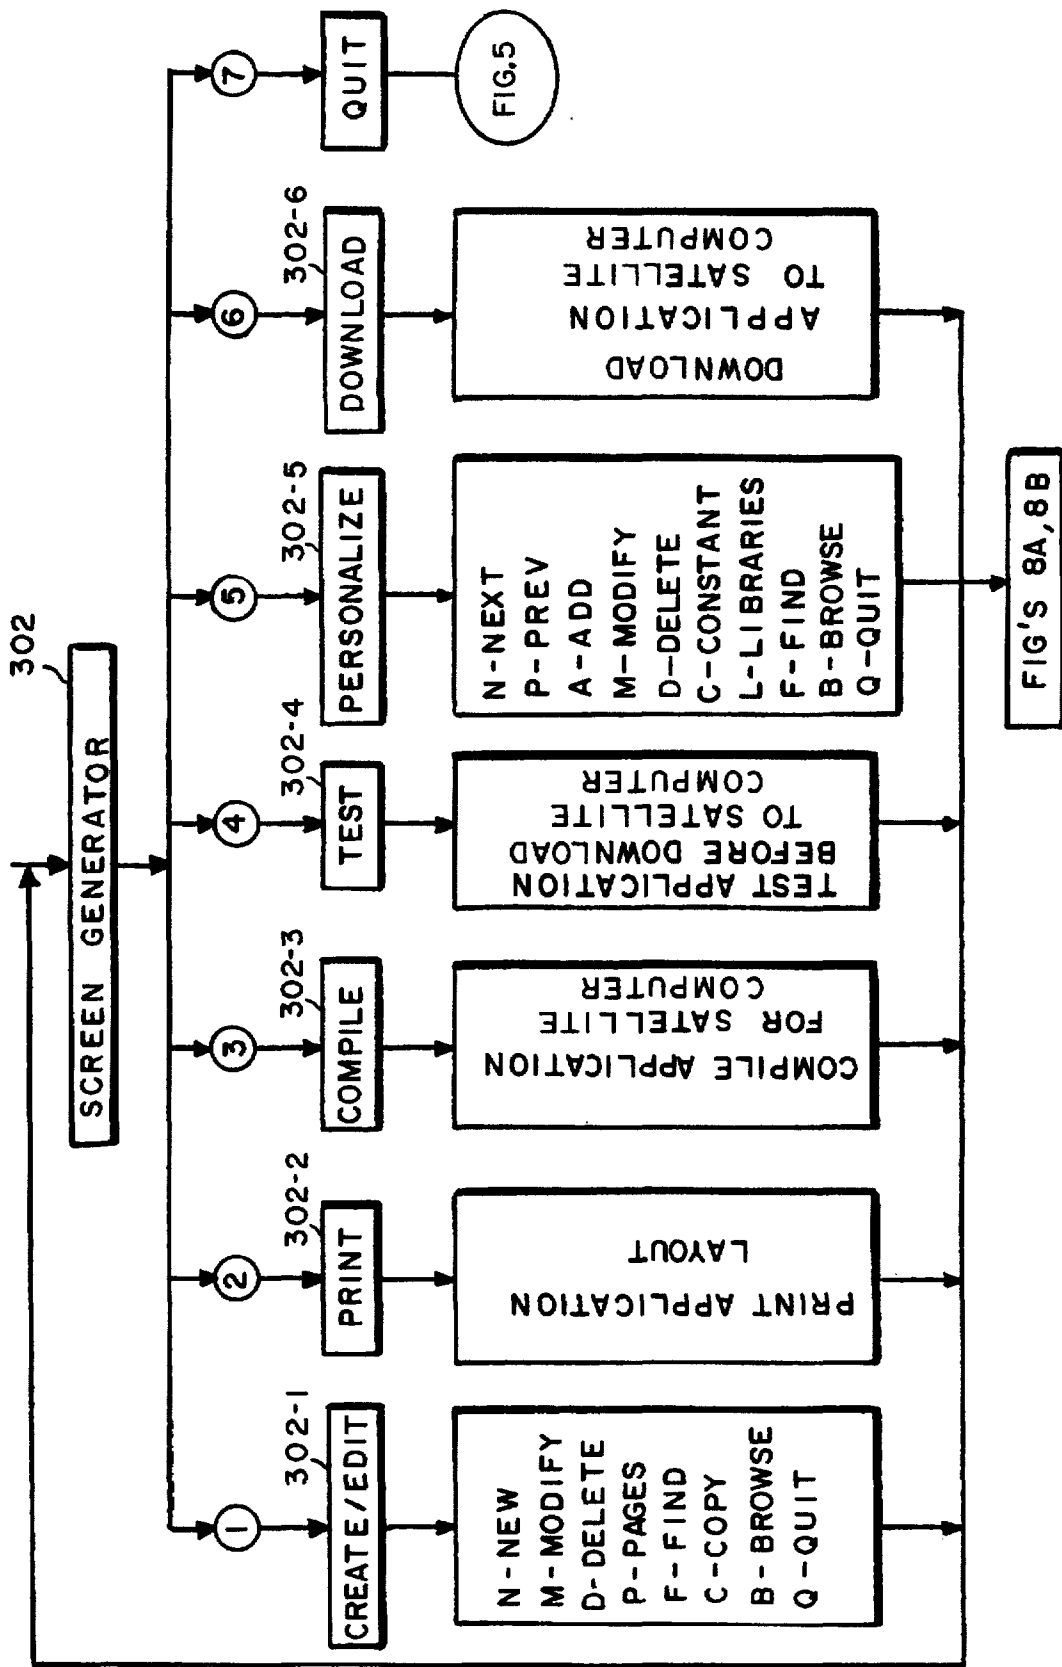 302
SCREEN GENERATOR
1
302-1
CREATE/EDIT
N-NEW
M-MODIFY
D-DELETE
P-PAGES
F-FIND
C-COPY
B-BROWSE
Q-QUIT
2
302-2
PRINT
PRINT APPLICATION
LAYOUT
3
302-3
COMPILE
COMPILE APPLICATION
FOR SATELLITE
COMPUTER
4
302-4
TEST
TEST APPLICATION
BEFORE DOWNLOAD
TO SATELLITE
COMPUTER
5
302-5
PERSONALIZE
N-NEXT
P-PREV
A-ADD
M-MODIFY
D-DELETE
C-CONSTANT
L-LIBRARIES
F-FIND
B-BROWSE
Q-QUIT
6
302-6
DOWNLOAD
DOWNLOAD
APPLICATION
TO SATELLITE
COMPUTER
7
QUIT
FIG.5
FIG'S 8A,8B